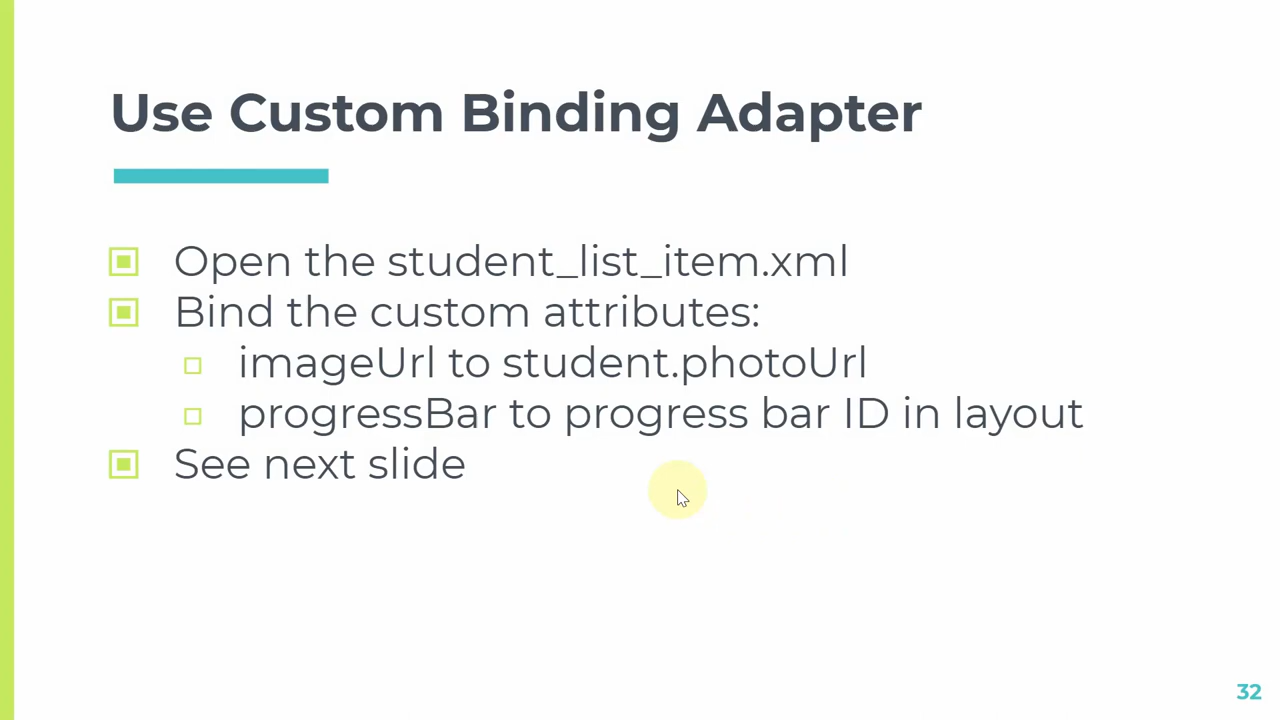 Use Custom Binding Adapter
Open the student_list_item.xml
Bind the custom attributes:
imageUrl to student.photoUrl
progressBar to progress bar ID in layout
See next slide
32